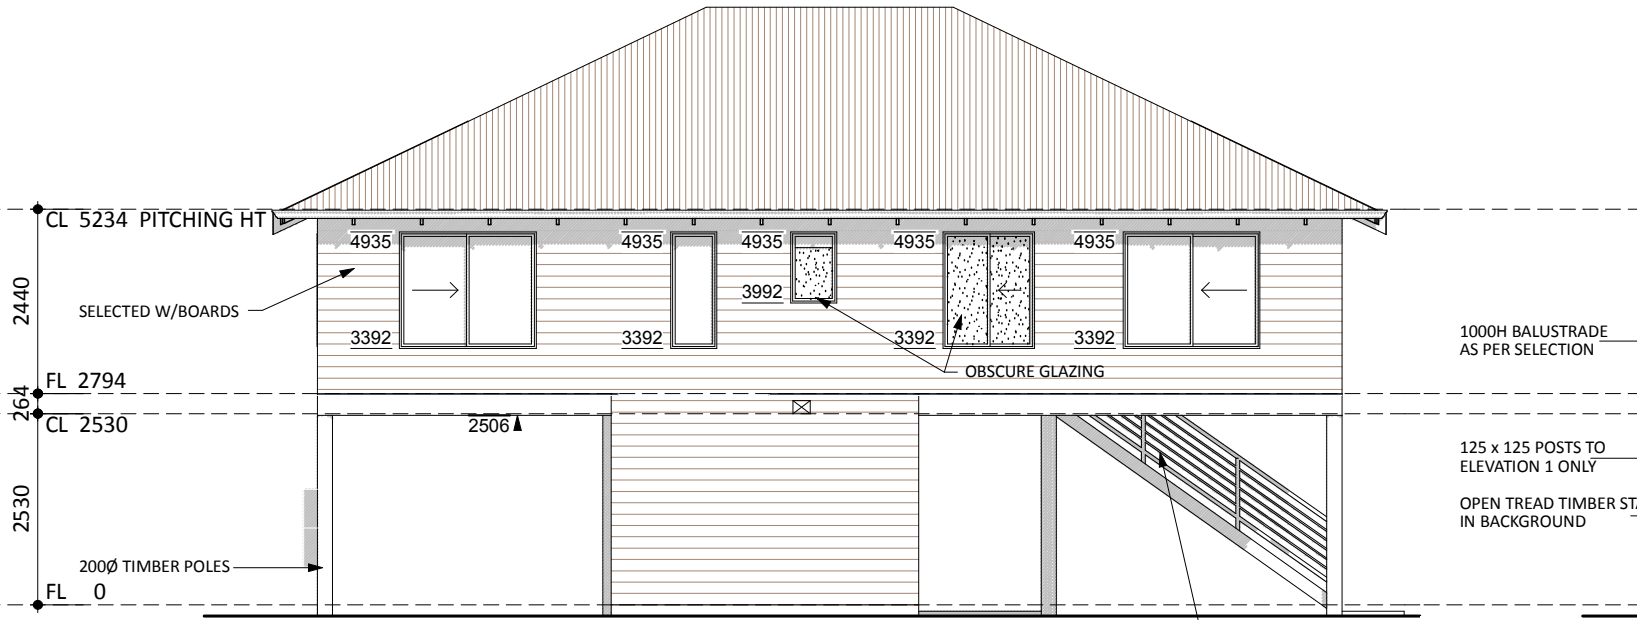 CL 5234 PITCHING HT
4935 4935 4935 4935 4935
2440
SELECTED W/BOARDS
3992
3392 3392 3392 3392
OBSCURE GLAZING
1000H BALUSTRADE
AS PER SELECTION
FL 2794
264
CL 2530
2506
125 x 125 POSTS TO
ELEVATION 1 ONLY
2530
OPEN TREAD TIMBER
IN BACKGROUND
200Ø TIMBER POLES
FL 0